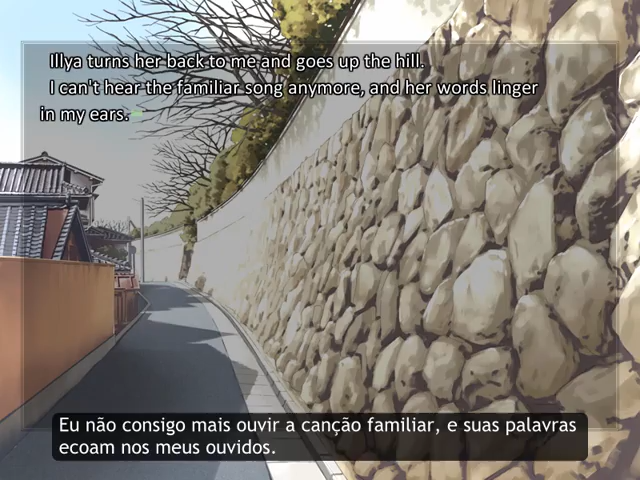 Illya turns her back to me and goes up the hill.
I can't hear the familiar song anymore, and her words linger
in my ears.
Eu não consigo mais ouvir a canção familiar, e suas palavras
ecoam nos meus ouvidos.